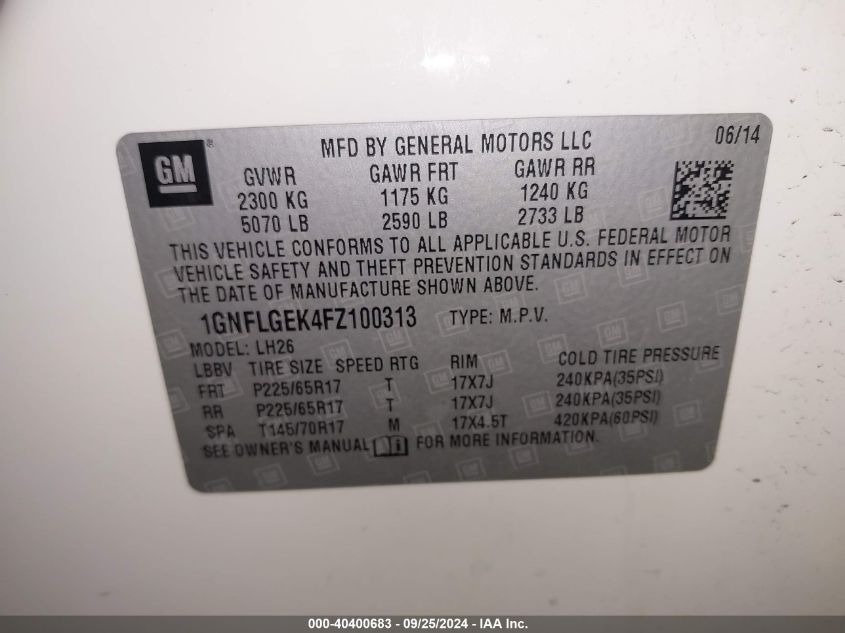 GM ®
MFD BY GENERAL MOTORS LLC 06/14
GVWR GAWR FRT GAWR RR
2300 KG 1175 KG 1240 KG
5070 LB 2590 LB 2733 LB
THIS VEHICLE CONFORMS TO ALL APPLICABLE U.S. FEDERAL MOTOR
VEHICLE SAFETY AND THEFT PREVENTION STANDARDS IN EFFECT ON
THE DATE OF MANUFACTURE SHOWN ABOVE.
1GNFLGEK4FZ100313 TYPE: M.P.V.
MODEL: LH26
LBBV TIRE SIZE SPEED RTG RIM COLD TIRE PRESSURE
FRT P225/65R17 T 17X7J 240KPA(35PSI)
RR P225/65R17 T 17X7J 240KPA(35PSI)
SPA T145/70R17 M 17X4.5T 420KPA(60PSI)
SEE OWNER'S MANUAL FOR MORE INFORMATION.
000-40400683 - 09/25/2024 - IAA Inc.